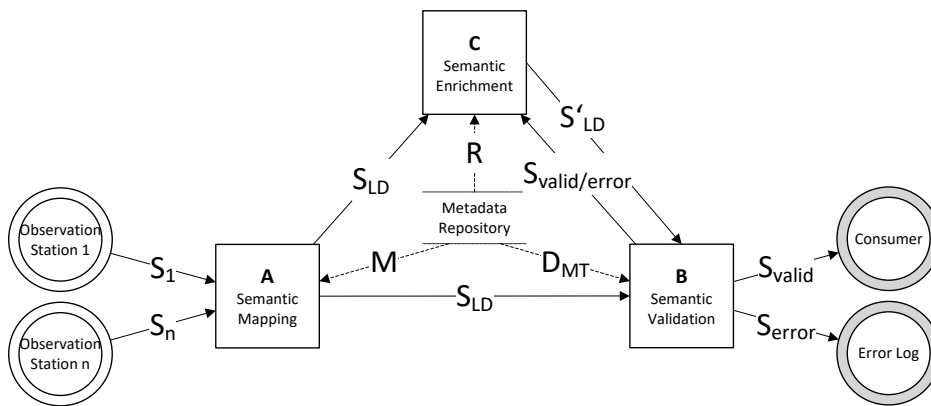 C
Semantic
Enrichment
S‘LD
R
SLD
Svalid/error
Metadata
Repository
Observation
Station 1
Consumer
S1
A
Semantic
Mapping
M
DMT
B
Semantic
Validation
Svalid
SLD
Sn
Serror
Observation
Station n
Error Log